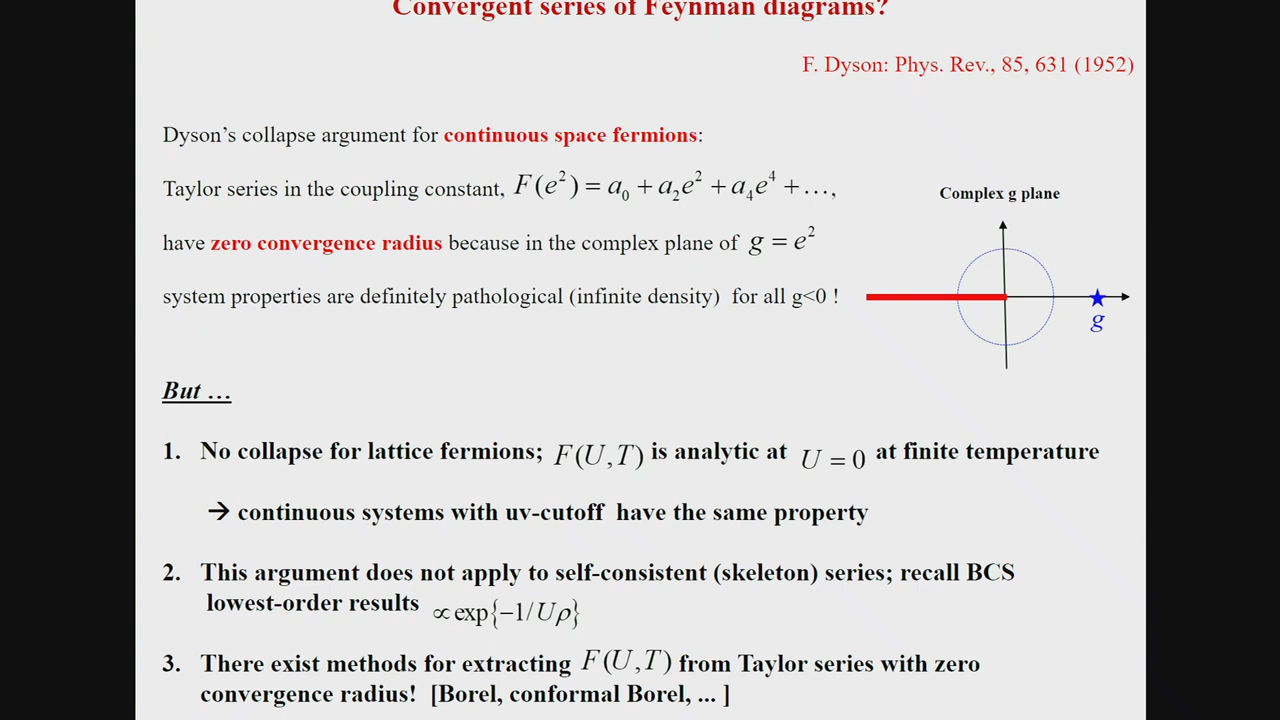 Convergent series of Feynman diagrams?
F. Dyson: Phys. Rev., 85, 631 (1952)
Dyson's collapse argument for continuous space fermions:
Taylor series in the coupling constant, F(e²) = a₀ + a₂e² + a₄e⁴ + …,
have zero convergence radius because in the complex plane of g = e²
system properties are definitely pathological (infinite density) for all g<0 !
Complex g plane
g
But …
1. No collapse for lattice fermions; F(U,T) is analytic at U = 0 at finite temperature
→ continuous systems with uv-cutoff have the same property
2. This argument does not apply to self-consistent (skeleton) series; recall BCS
lowest-order results ∝ exp{−1/Uρ}
3. There exist methods for extracting F(U,T) from Taylor series with zero
convergence radius! [Borel, conformal Borel, ... ]